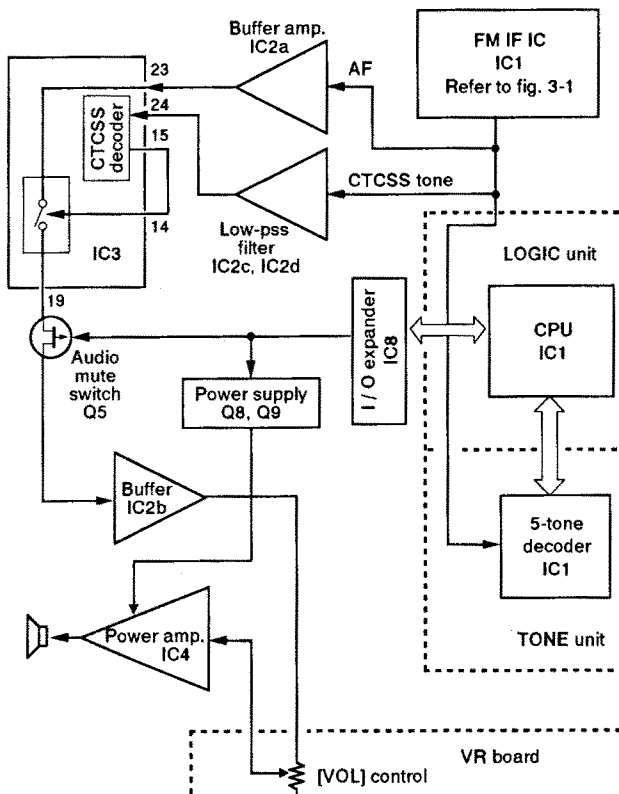 Buffer amp.
IC2a
FM IF IC
IC1
Refer to fig. 3-1
AF
23
24
15
14
CTCSS
decoder
IC3
19
CTCSS tone
Low-pss
filter
IC2c, IC2d
LOGIC unit
CPU
IC1
I / O expander
IC8
Audio
mute
switch
Q5
Power supply
Q8, Q9
Buffer
IC2b
5-tone
decoder
IC1
TONE unit
Power amp.
IC4
VR board
[VOL] control